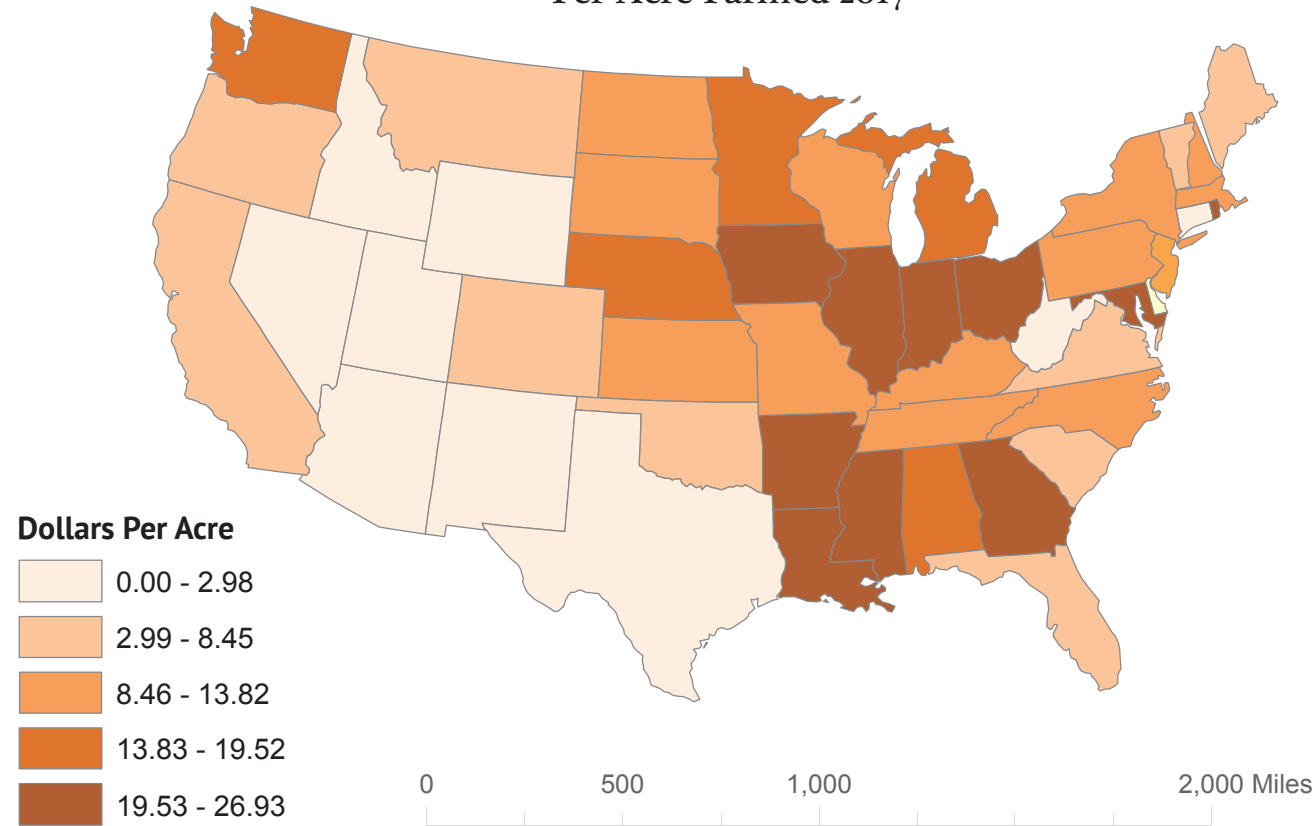 Per Acre Farmed 2017
Dollars Per Acre
0.00 - 2.98
2.99 - 8.45
8.46 - 13.82
13.83 - 19.52
19.53 - 26.93
0 500 1,000 2,000 Miles